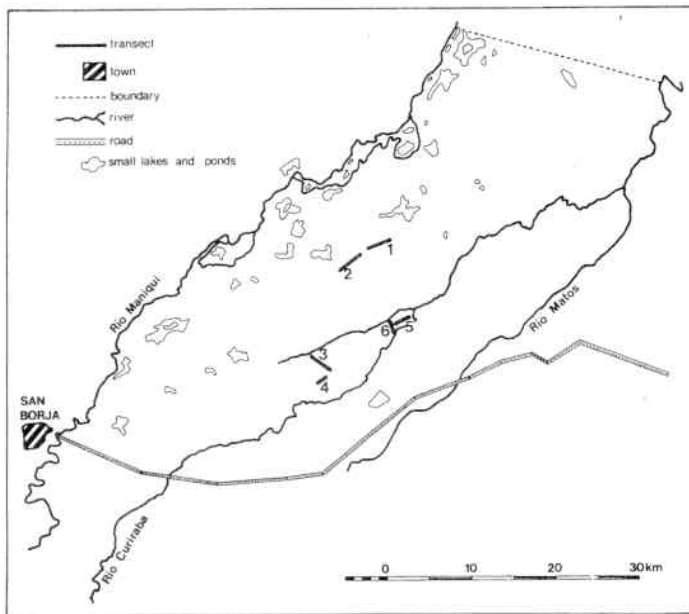 transect
town
boundary
river
road
small lakes and ponds
1
2
Rio Maniqui
Rio Matos
6
5
3
4
SAN
BORJA
Rio Curiraba
0 10 20 30 km